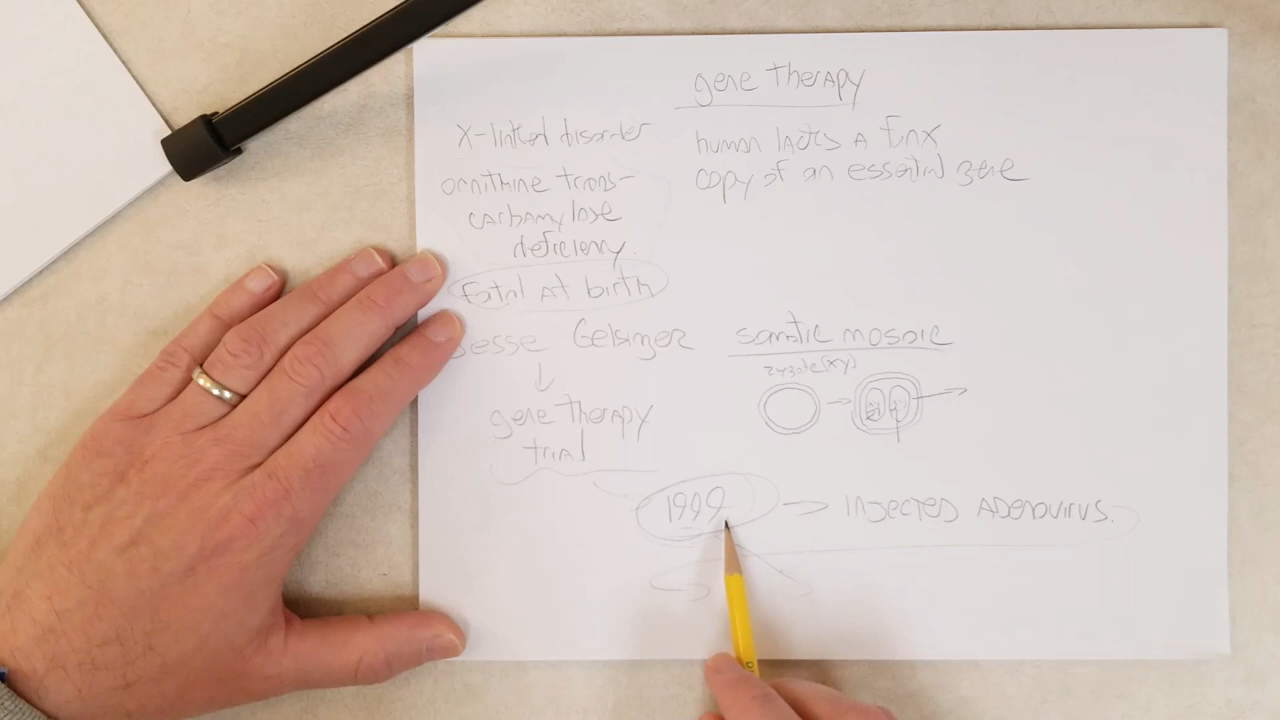 gene therapy
X-linked disorder
ornithine trans-
carbamylase
deficiency.
Fatal at birth
Jesse Gelsinger
gene therapy
trial
human lacks a func
copy of an essential gene
somatic mosaic
zygote (xy)
1999 → injected adenovirus.